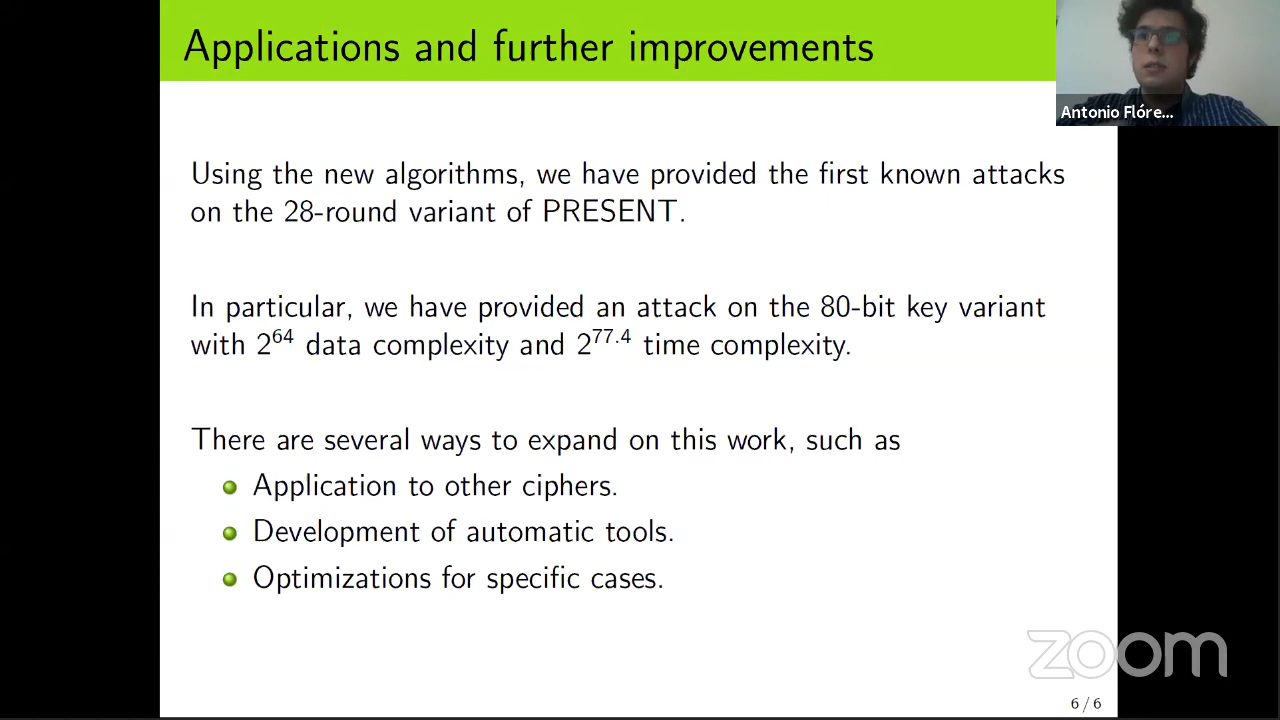 Applications and further improvements
Antonio Flóre...
Using the new algorithms, we have provided the first known attacks
on the 28-round variant of PRESENT.
In particular, we have provided an attack on the 80-bit key variant
with 2^64 data complexity and 2^77.4 time complexity.
There are several ways to expand on this work, such as
Application to other ciphers.
Development of automatic tools.
Optimizations for specific cases.
zoom
6 / 6